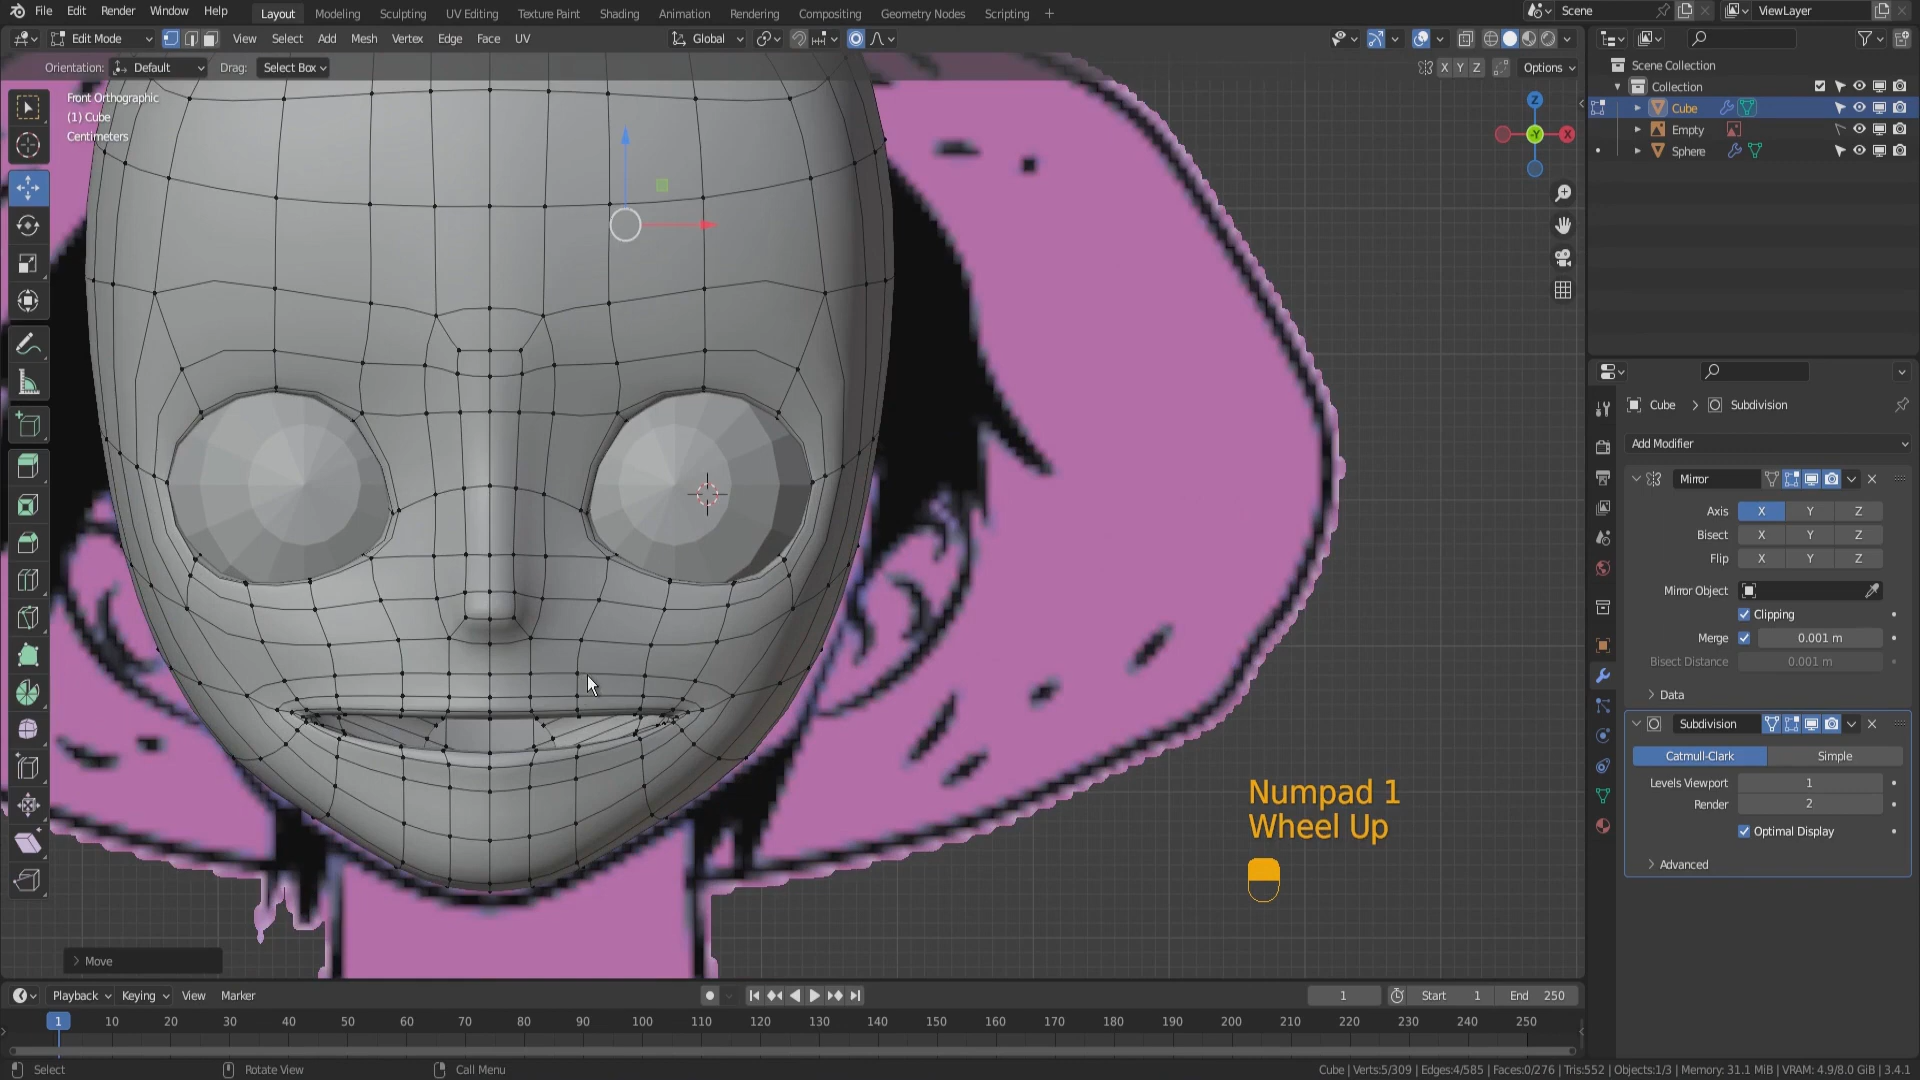 File Edit Render Window Help
Layout Modeling Sculpting UV Editing Texture Paint Shading Animation Rendering Compositing Geometry Nodes Scripting +
Scene
ViewLayer
Edit Mode View Select Add Mesh Vertex Edge Face UV
Global
Orientation: Default Drag: Select Box
X Y Z Options
Front Orthographic
(1) Cube
Centimeters
Z
-Y
X
Scene Collection
Collection
Cube
Empty
Sphere
Cube > Subdivision
Add Modifier
Mirror
Axis X Y Z
Bisect X Y Z
Flip X Y Z
Mirror Object
Clipping
Merge 0.001 m
Bisect Distance 0.001 m
Data
Subdivision
Catmull-Clark Simple
Levels Viewport 1
Render 2
Optimal Display
Advanced
Numpad 1
Wheel Up
Move
Playback Keying View Marker
1 Start 1 End 250
1 10 20 30 40 50 60 70 80 90 100 110 120 130 140 150 160 170 180 190 200 210 220 230 240 250
Select Rotate View Call Menu
Cube | Verts:5/309 | Edges:4/585 | Faces:0/276 | Tris:552 | Objects:1/3 | Memory: 31.1 MiB | VRAM: 4.9/8.0 GiB | 3.4.1